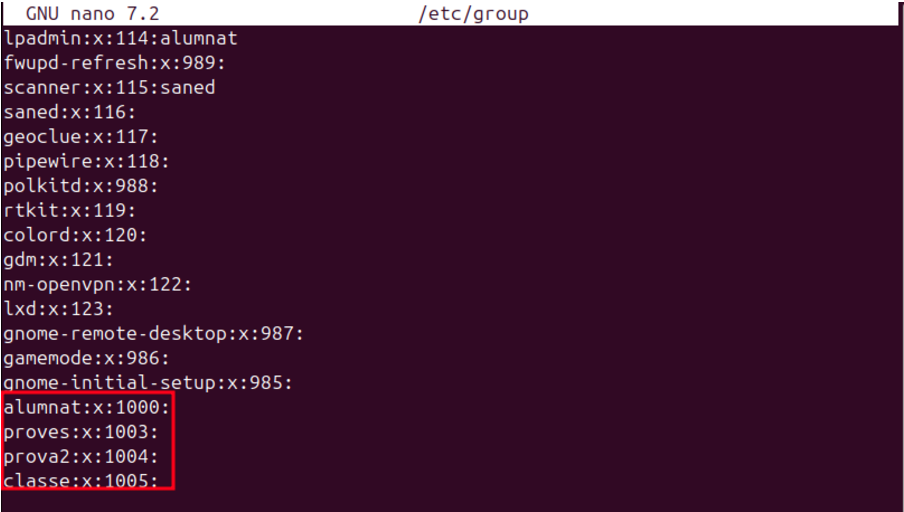 GNU nano 7.2 /etc/group
lpadmin:x:114:alumnat
fwupd-refresh:x:989:
scanner:x:115:saned
saned:x:116:
geoclue:x:117:
pipewire:x:118:
polkitd:x:988:
rtkit:x:119:
colord:x:120:
gdm:x:121:
nm-openvpn:x:122:
lxd:x:123:
gnome-remote-desktop:x:987:
gamemode:x:986:
gnome-initial-setup:x:985:
alumnat:x:1000:
proves:x:1003:
prova2:x:1004:
classe:x:1005: